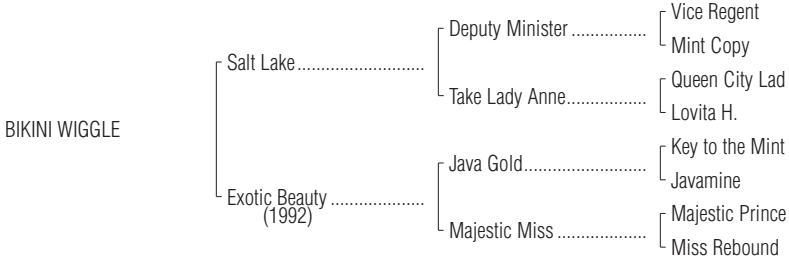 Vice Regent
Deputy Minister ................
Mint Copy
Salt Lake.........................
Queen City Lad
Take Lady Anne.................
Lovita H.
BIKINI WIGGLE
Key to the Mint
Java Gold...........................
Javamine
Exotic Beauty ...................
(1992)
Majestic Prince
Majestic Miss ...................
Miss Rebound